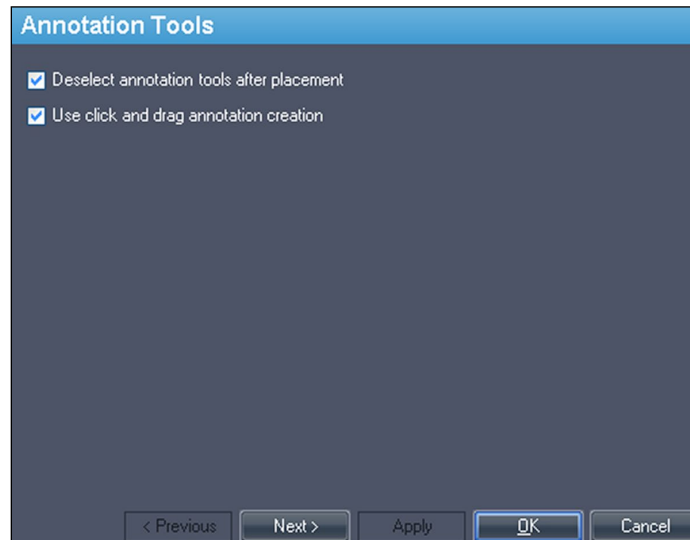 Annotation Tools
Deselect annotation tools after placement
Use click and drag annotation creation
< Previous Next > Apply OK Cancel